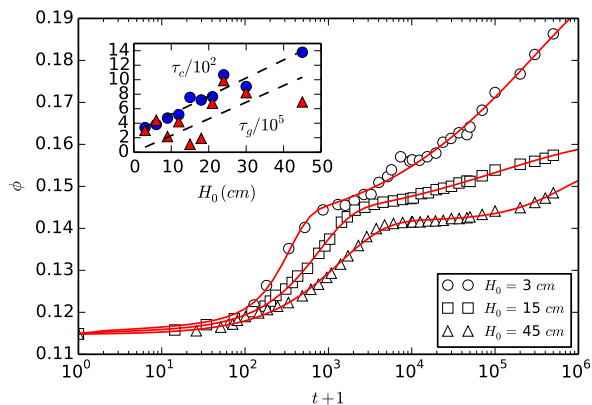 0.19
0.18
0.17
0.16
0.15
0.14
0.13
0.12
0.11
ϕ
10⁰ 10¹ 10² 10³ 10⁴ 10⁵ 10⁶
t+1
14
12
10
8
6
4
2
0
0 10 20 30 40 50
H₀(cm)
τ_c/10²
τ_g/10⁵
H₀ = 3 cm
H₀ = 15 cm
H₀ = 45 cm